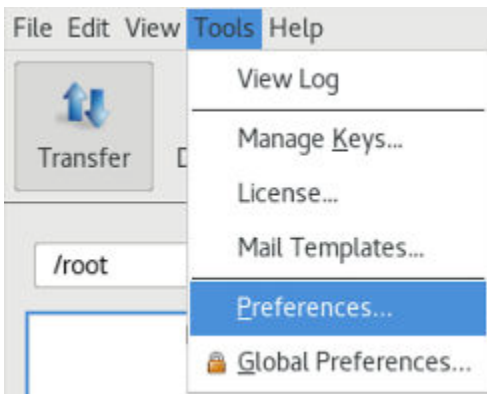 File Edit View Tools Help
View Log
Transfer
Manage Keys...
License...
Mail Templates...
/root
Preferences...
Global Preferences...